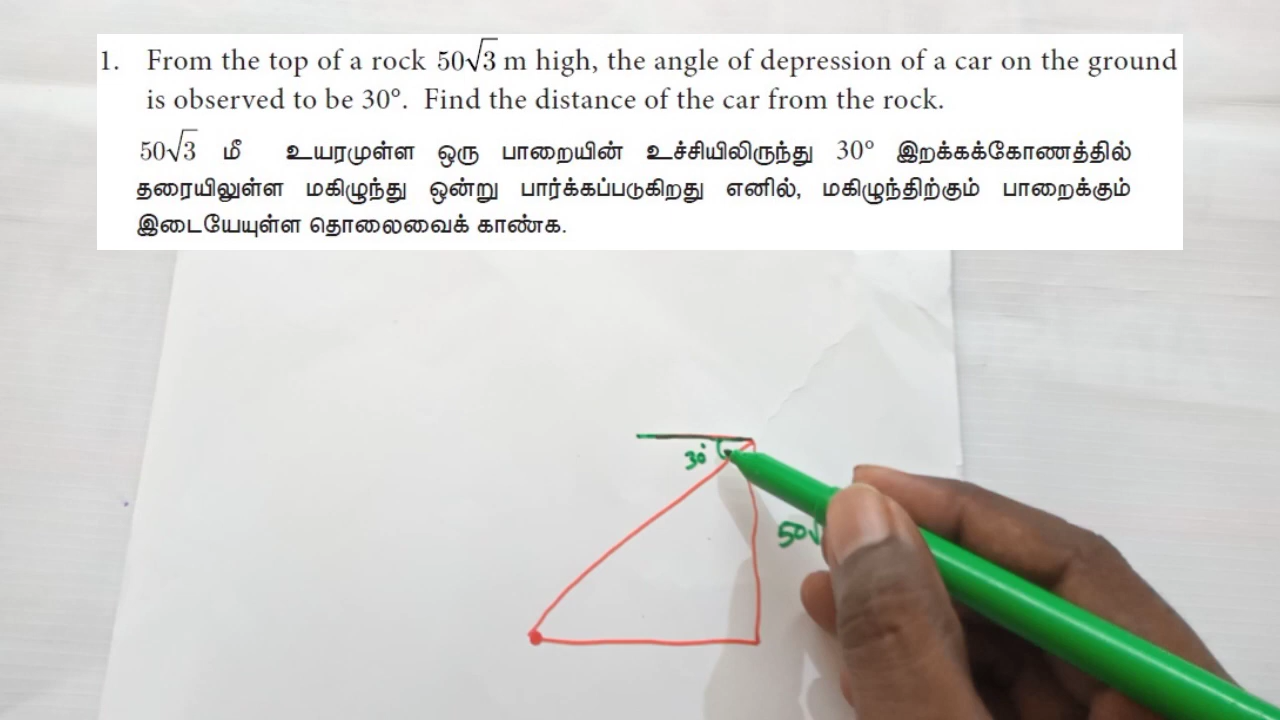 1. From the top of a rock 50√3 m high, the angle of depression of a car on the ground
is observed to be 30°. Find the distance of the car from the rock.
50√3 மீ உயரமுள்ள ஒரு பாறையின் உச்சியிலிருந்து 30° இறக்கக்கோணத்தில்
தரையிலுள்ள மகிழுந்து ஒன்று பார்க்கப்படுகிறது எனில், மகிழுந்திற்கும் பாறைக்கும்
இடையேயுள்ள தொலைவைக் காண்க.
30°
50√